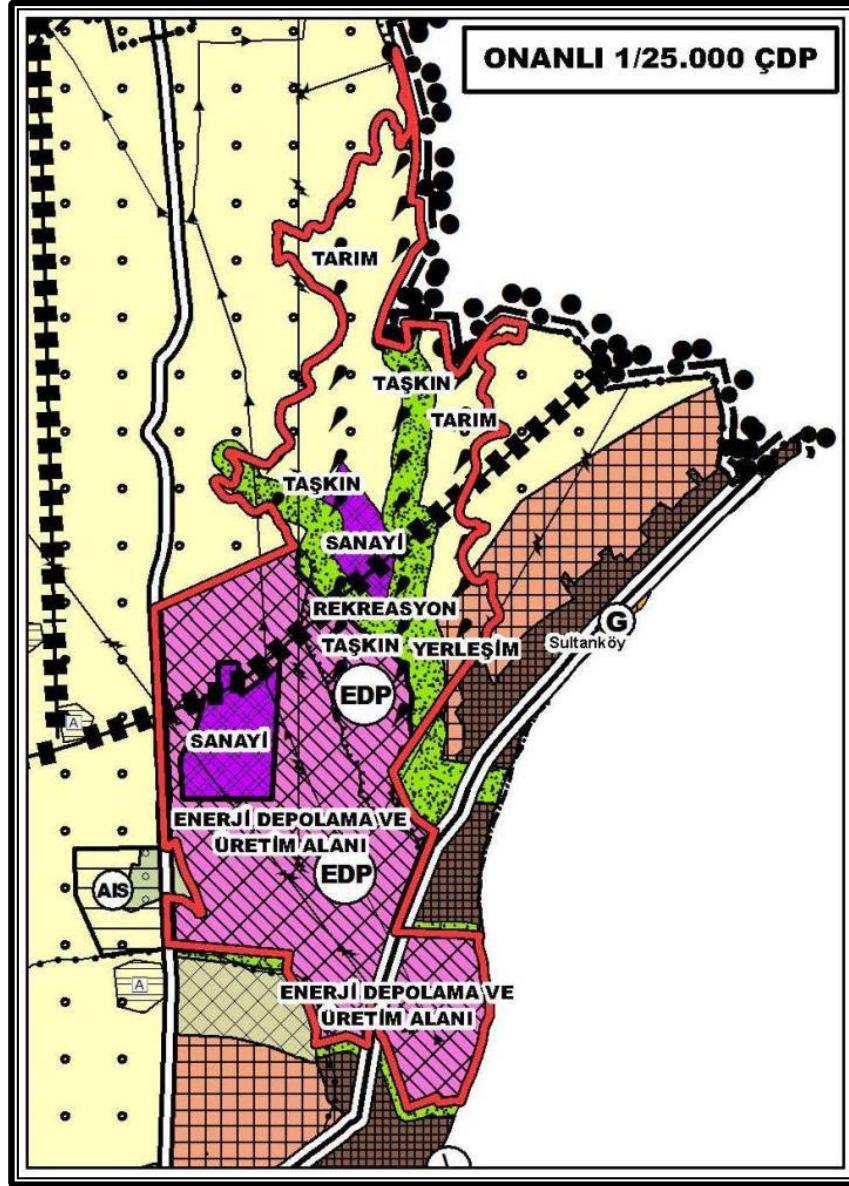 ONANLI 1/25.000 ÇDP
TARIM
TAŞKIN
TARIM
TAŞKIN
SANAYİ
REKREASYON
TAŞKIN
YERLEŞİM
G
Sultanköy
EDP
A
SANAYİ
ENERJİ DEPOLAMA VE
ÜRETİM ALANI
EDP
AIS
A
ENERJİ DEPOLAMA VE
ÜRETİM ALANI